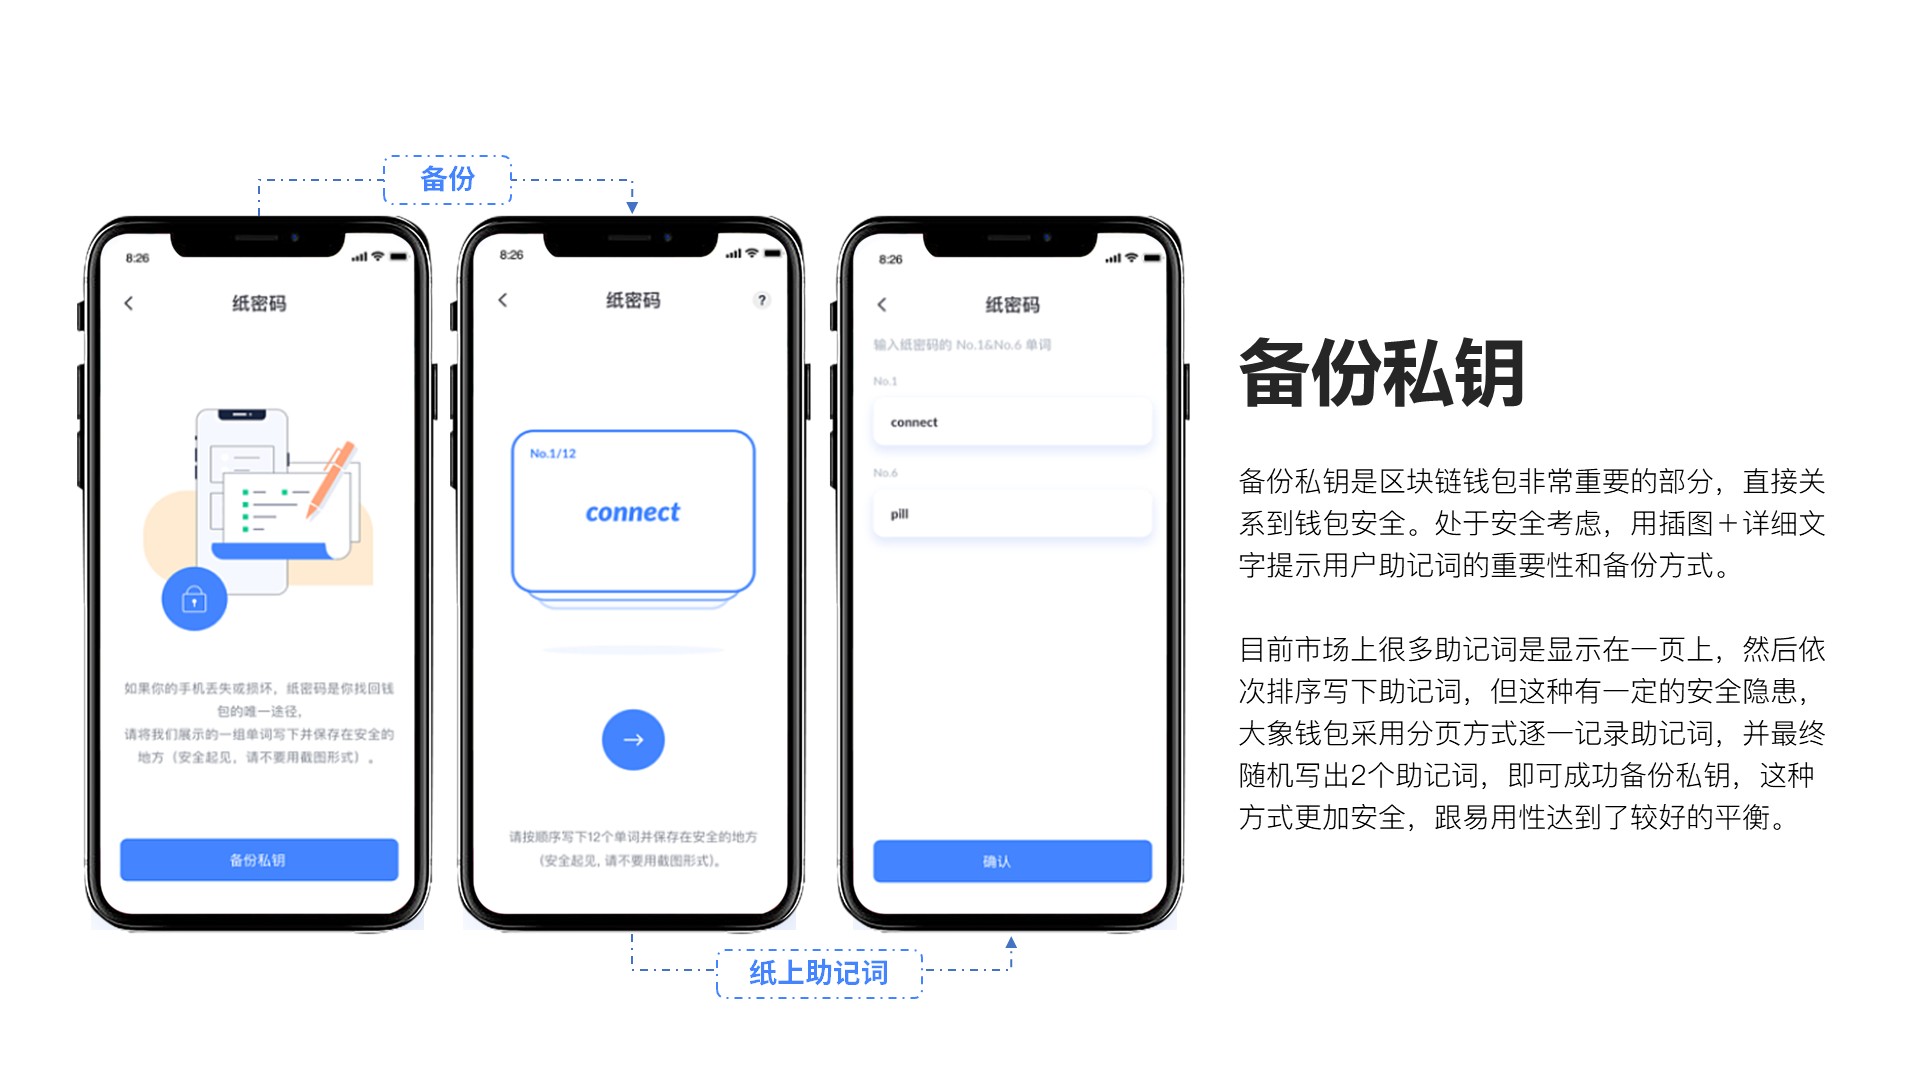 备份
8:26
纸密码
如果你的手机丢失或损坏，纸密码是你找回钱
包的唯一途径，
请将我们展示的一组单词写下并保存在安全的
地方（安全起见，请不要用截图形式）。
备份私钥
8:26
纸密码
?
No.1/12
connect
请按顺序写下12个单词并保存在安全的地方
（安全起见, 请不要用截图形式)。
8:26
纸密码
输入纸密码的 No.1&No.6 单词
No.1
connect
No.6
pill
确认
纸上助记词
备份私钥
备份私钥是区块链钱包非常重要的部分，直接关
系到钱包安全。处于安全考虑，用插图＋详细文
字提示用户助记词的重要性和备份方式。
目前市场上很多助记词是显示在一页上，然后依
次排序写下助记词，但这种有一定的安全隐患，
大象钱包采用分页方式逐一记录助记词，并最终
随机写出2个助记词，即可成功备份私钥，这种
方式更加安全，跟易用性达到了较好的平衡。